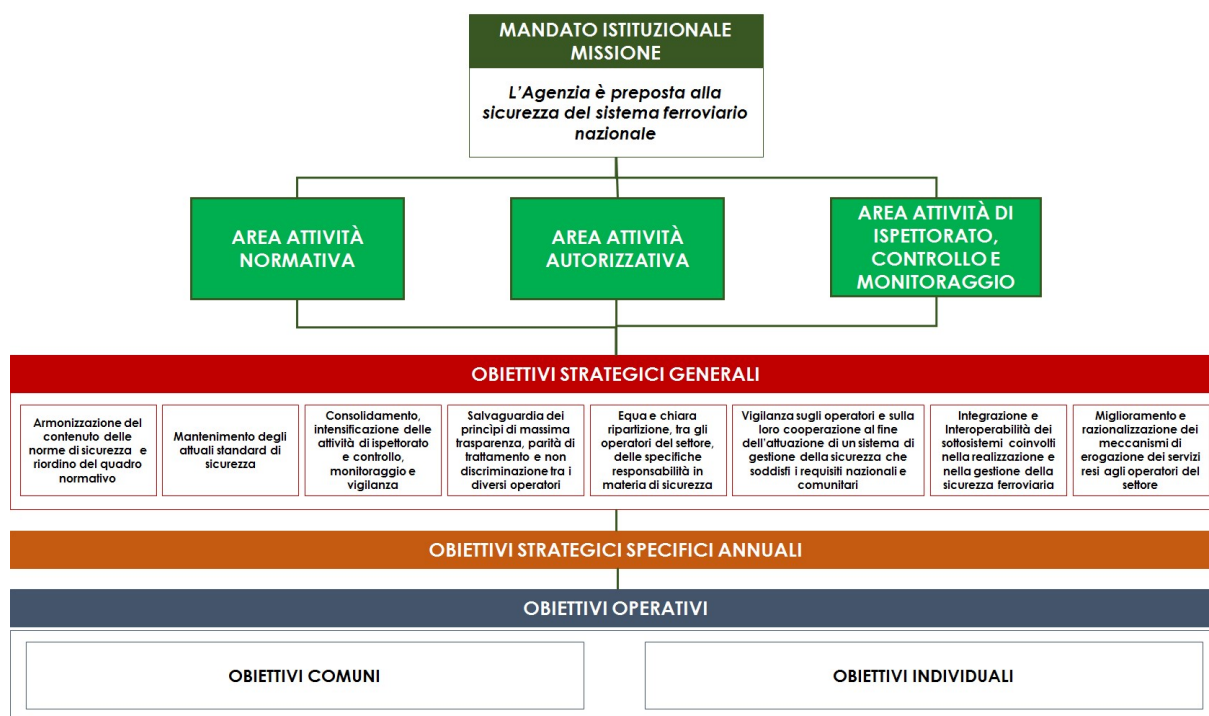 MANDATO ISTITUZIONALE
MISSIONE
L'Agenzia è preposta alla
sicurezza del sistema ferroviario
nazionale
AREA ATTIVITÀ
NORMATIVA
AREA ATTIVITÀ
AUTORIZZATIVA
AREA ATTIVITÀ DI
ISPETTORATO,
CONTROLLO E
MONITORAGGIO
OBIETTIVI STRATEGICI GENERALI
Armonizzazione del
contenuto delle
norme di sicurezza e
riordino del quadro
normativo
Mantenimento degli
attuali standard di
sicurezza
Consolidamento,
intensificazione delle
attività di ispettorato
e controllo,
monitoraggio e
vigilanza
Salvaguardia dei
princìpi di massima
trasparenza, parità di
trattamento e non
discriminazione tra i
diversi operatori
Equa e chiara
ripartizione, tra gli
operatori del settore,
delle specifiche
responsabilità in
materia di sicurezza
Vigilanza sugli operatori e sulla
loro cooperazione al fine
dell'attuazione di un sistema di
gestione della sicurezza che
soddisfi i requisiti nazionali e
comunitari
Integrazione e
Interoperabilità dei
sottosistemi coinvolti
nella realizzazione e
nella gestione della
sicurezza ferroviaria
Miglioramento e
razionalizzazione dei
meccanismi di
erogazione dei servizi
resi agli operatori del
settore
OBIETTIVI STRATEGICI SPECIFICI ANNUALI
OBIETTIVI OPERATIVI
OBIETTIVI COMUNI
OBIETTIVI INDIVIDUALI